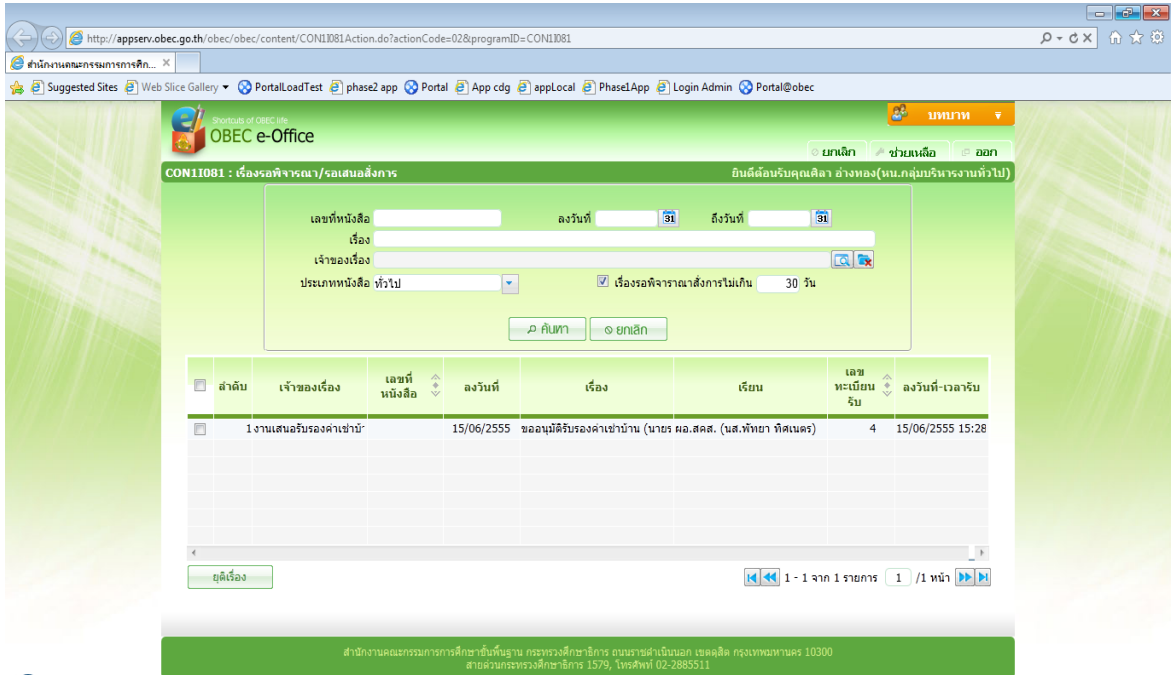 http://appserv.obec.go.th/obec/obec/content/CON1I081Action.do?actionCode=02&programID=CON1I081
สำนักงานคณะกรรมการการศึก...
Suggested Sites Web Slice Gallery PortalLoadTest phase2 app Portal App cdg appLocal Phase1App Login Admin Portal@obec
Shortcuts of OBEC life
OBEC e-Office
บทบาท
ยกเลิก ช่วยเหลือ ออก
CON1I081 : เรื่องรอพิจารณา/รอเสนอสั่งการ ยินดีต้อนรับคุณศิลา อ่างทอง(หน.กลุ่มบริหารงานทั่วไป)
เลขที่หนังสือ ลงวันที่ 31 ถึงวันที่ 31
เรื่อง
เจ้าของเรื่อง
ประเภทหนังสือ ทั่วไป เรื่องรอพิจาราณาสั่งการไม่เกิน 30 วัน
ค้นหา ยกเลิก
ลำดับ เจ้าของเรื่อง เลขที่หนังสือ ลงวันที่ เรื่อง เรียน เลขทะเบียนรับ ลงวันที่-เวลารับ
1 งานเสนอรับรองค่าเช่าบ้า 15/06/2555 ขออนุมัติรับรองค่าเช่าบ้าน (นายร ผอ.สคส. (นส.พัทยา ทิศเนตร) 4 15/06/2555 15:28
ยุติเรื่อง 1 - 1 จาก 1 รายการ 1 /1 หน้า
สำนักงานคณะกรรมการการศึกษาขั้นพื้นฐาน กระทรวงศึกษาธิการ ถนนราชดำเนินนอก เขตดุสิต กรุงเทพมหานคร 10300
สายด่วนกระทรวงศึกษาธิการ 1579, โทรศัพท์ 02-2885511